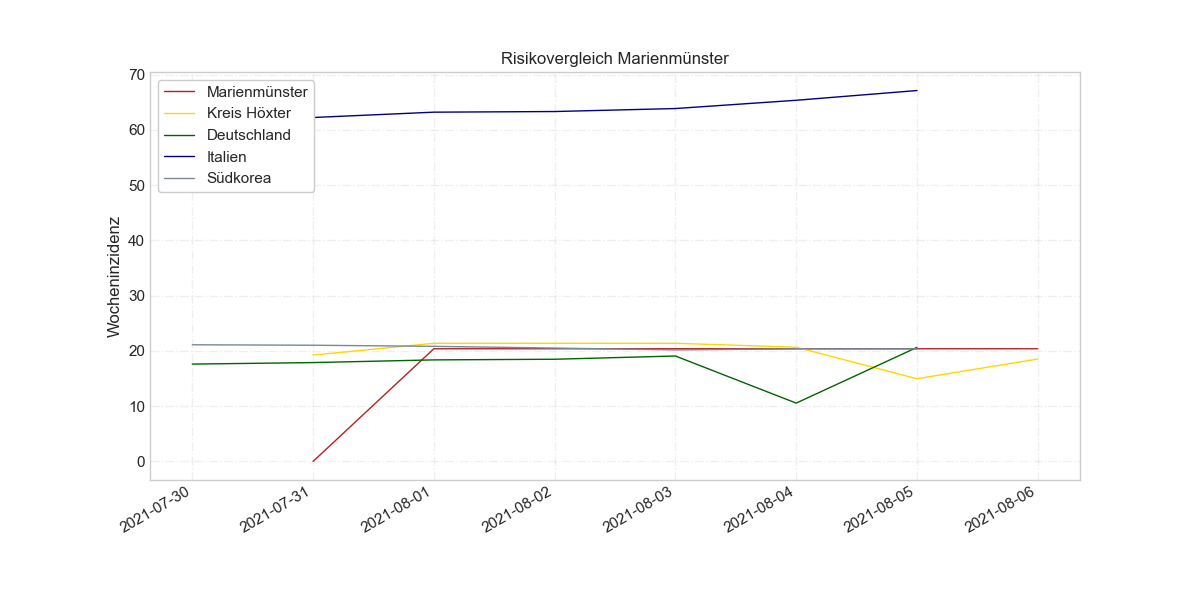 Risikovergleich Marienmünster
Marienmünster
Kreis Höxter
Deutschland
Italien
Südkorea
Wocheninzidenz
70
60
50
40
30
20
10
0
2021-07-30
2021-07-31
2021-08-01
2021-08-02
2021-08-03
2021-08-04
2021-08-05
2021-08-06